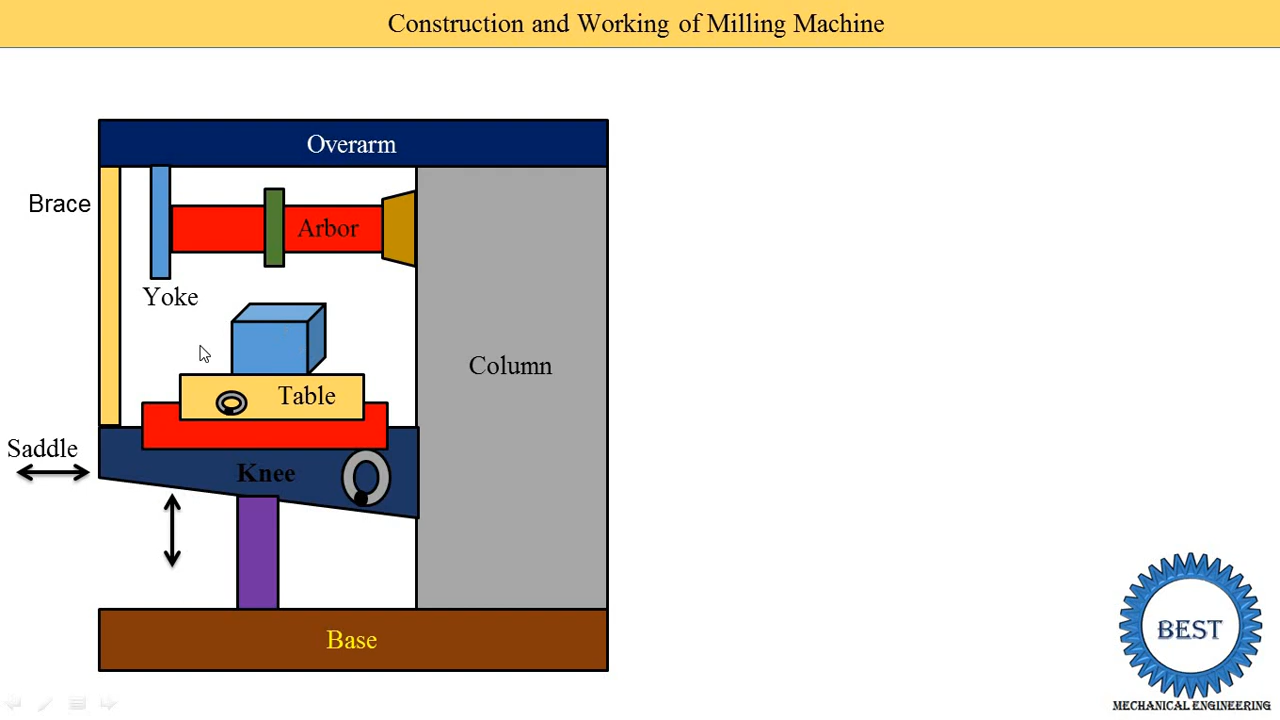 Construction and Working of Milling Machine
Overarm
Brace
Arbor
Yoke
Column
Table
Saddle
Knee
Base
BEST
MECHANICAL ENGINEERING